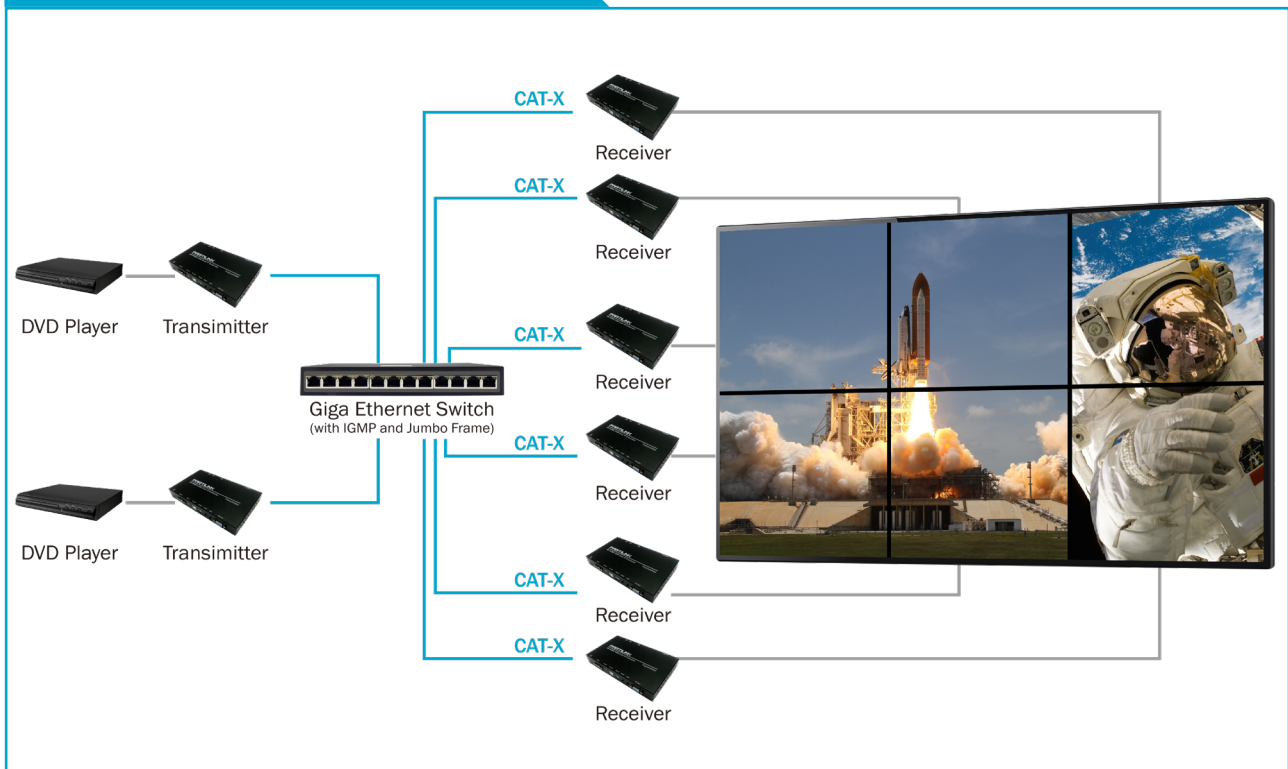 CAT-X
Receiver
CAT-X
Receiver
DVD Player
Transimitter
CAT-X
Receiver
Giga Ethernet Switch
(with IGMP and Jumbo Frame)
CAT-X
Receiver
DVD Player
Transimitter
CAT-X
Receiver
CAT-X
Receiver